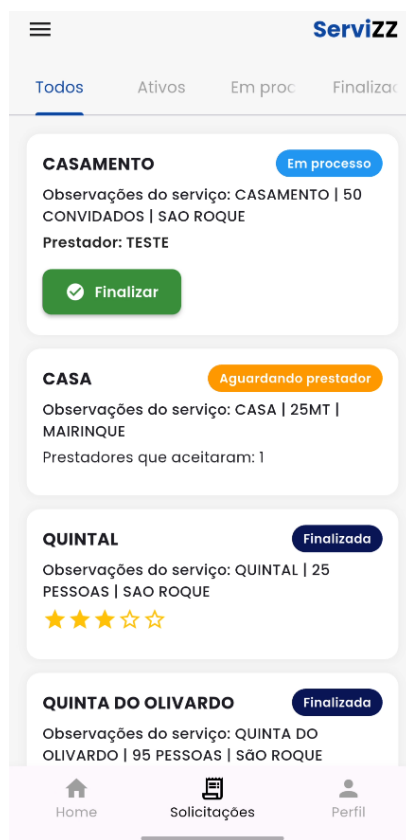 ServiZZ
Todos Ativos Em proc Finalizac
CASAMENTO Em processo
Observações do serviço: CASAMENTO | 50
CONVIDADOS | SAO ROQUE
Prestador: TESTE
Finalizar
CASA Aguardando prestador
Observações do serviço: CASA | 25MT |
MAIRINQUE
Prestadores que aceitaram: 1
QUINTAL Finalizada
Observações do serviço: QUINTAL | 25
PESSOAS | SAO ROQUE
QUINTA DO OLIVARDO Finalizada
Observações do serviço: QUINTA DO
OLIVARDO | 95 PESSOAS | SãO ROQUE
Home Solicitações Perfil